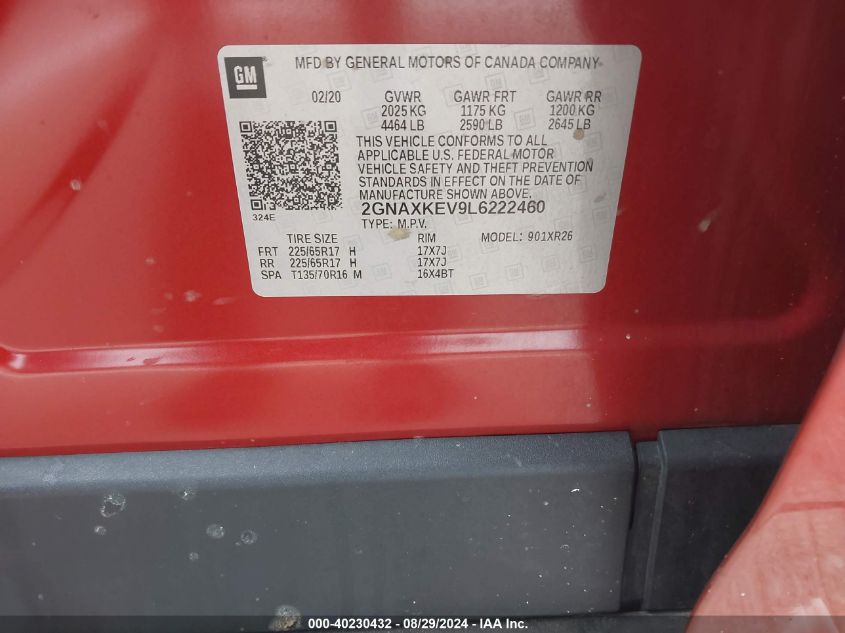 GM
MFD BY GENERAL MOTORS OF CANADA COMPANY
02/20 GVWR GAWR FRT GAWR RR
2025 KG 1175 KG 1200 KG
4464 LB 2590 LB 2645 LB
THIS VEHICLE CONFORMS TO ALL
APPLICABLE U.S. FEDERAL MOTOR
VEHICLE SAFETY AND THEFT PREVENTION
STANDARDS IN EFFECT ON THE DATE OF
MANUFACTURE SHOWN ABOVE.
324E
2GNAXKEV9L6222460
TYPE: M.P.V.
TIRE SIZE RIM MODEL: 901XR26
FRT 225/65R17 H 17X7J
RR 225/65R17 H 17X7J
SPA T135/70R16 M 16X4BT
000-40230432 - 08/29/2024 - IAA Inc.